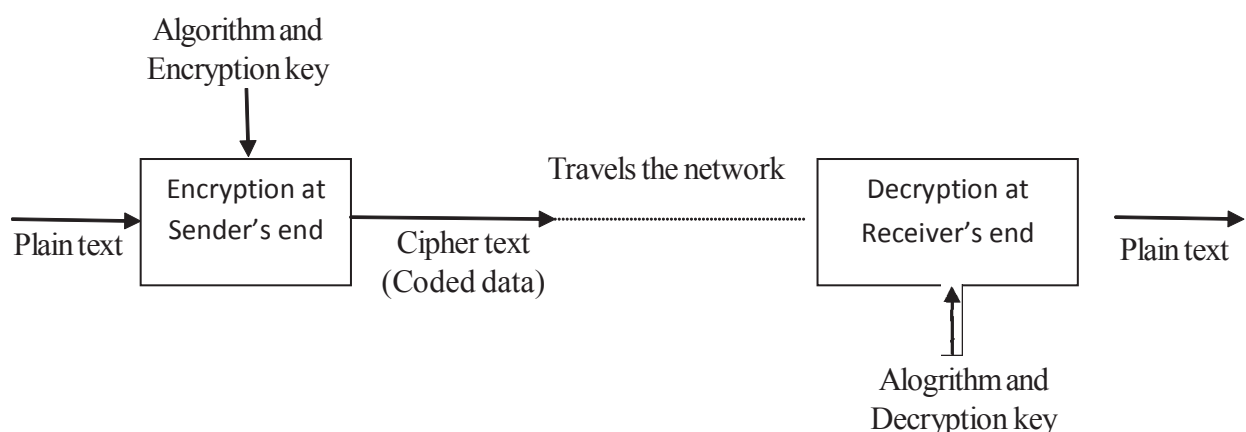 Algorithm and
Encryption key
Encryption at
Sender's end
Plain text
Cipher text
(Coded data)
Travels the network
Decryption at
Receiver's end
Plain text
Alogrithm and
Decryption key